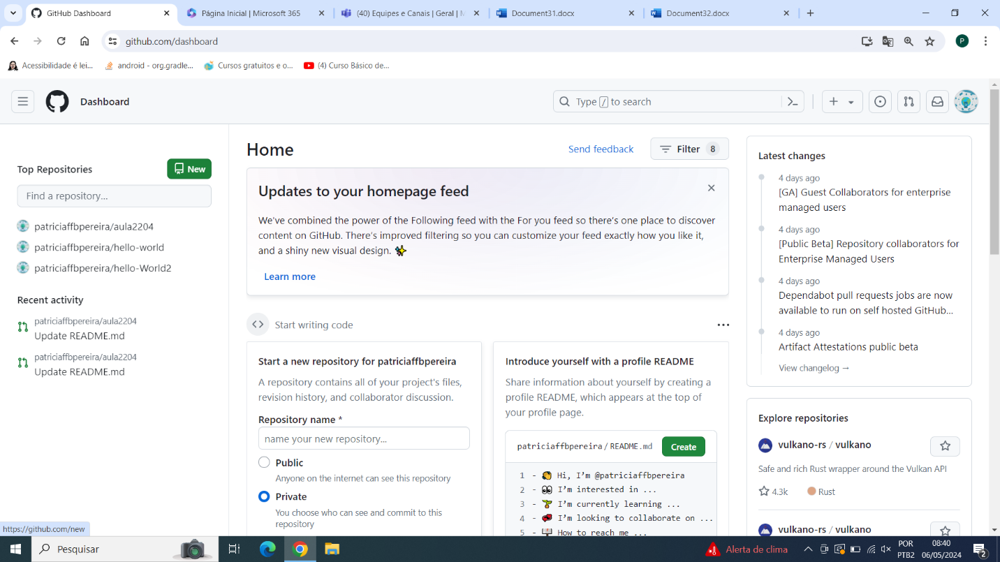 GitHub Dashboard
Página Inicial | Microsoft 365
(40) Equipes e Canais | Geral | M
Document31.docx
Document32.docx
github.com/dashboard
P
Acessibilidade é lei...
android - org.gradle...
Cursos gratuitos e o...
(4) Curso Básico de...
Dashboard
Type / to search
Top Repositories
New
Find a repository...
patriciaffbpereira/aula2204
patriciaffbpereira/hello-world
patriciaffbpereira/hello-World2
Recent activity
patriciaffbpereira/aula2204
Update README.md
patriciaffbpereira/aula2204
Update README.md
Home
Send feedback
Filter 8
Updates to your homepage feed
We've combined the power of the Following feed with the For you feed so there's one place to discover
content on GitHub. There's improved filtering so you can customize your feed exactly how you like it,
and a shiny new visual design. ✨
Learn more
Start writing code
Start a new repository for patriciaffbpereira
A repository contains all of your project's files,
revision history, and collaborator discussion.
Repository name *
name your new repository...
Public
Anyone on the internet can see this repository
Private
You choose who can see and commit to this
repository
Introduce yourself with a profile README
Share information about yourself by creating a
profile README, which appears at the top of
your profile page.
patriciaffbpereira / README.md
Create
1 - 👋 Hi, I'm @patriciaffbpereira
2 - 👀 I'm interested in ...
3 - 🌱 I'm currently learning ...
4 - 💞️ I'm looking to collaborate on ...
5 - 📫 How to reach me ...
Latest changes
4 days ago
[GA] Guest Collaborators for enterprise
managed users
4 days ago
[Public Beta] Repository collaborators for
Enterprise Managed Users
4 days ago
Dependabot pull requests jobs are now
available to run on self hosted GitHub...
4 days ago
Artifact Attestations public beta
View changelog →
Explore repositories
vulkano-rs / vulkano
Safe and rich Rust wrapper around the Vulkan API
4.3k
Rust
vulkano-rs / vulkano
https://github.com/new
Pesquisar
Alerta de clima
POR
PTB2
08:40
06/05/2024
2